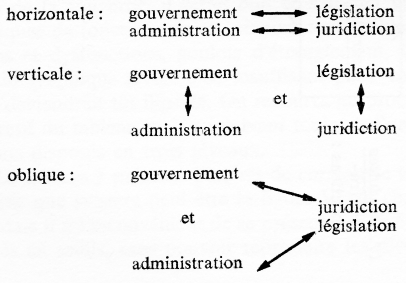 horizontale : gouvernement législation
administration juridiction
verticale : gouvernement législation
et
administration juridiction
oblique : gouvernement
juridiction
et législation
administration